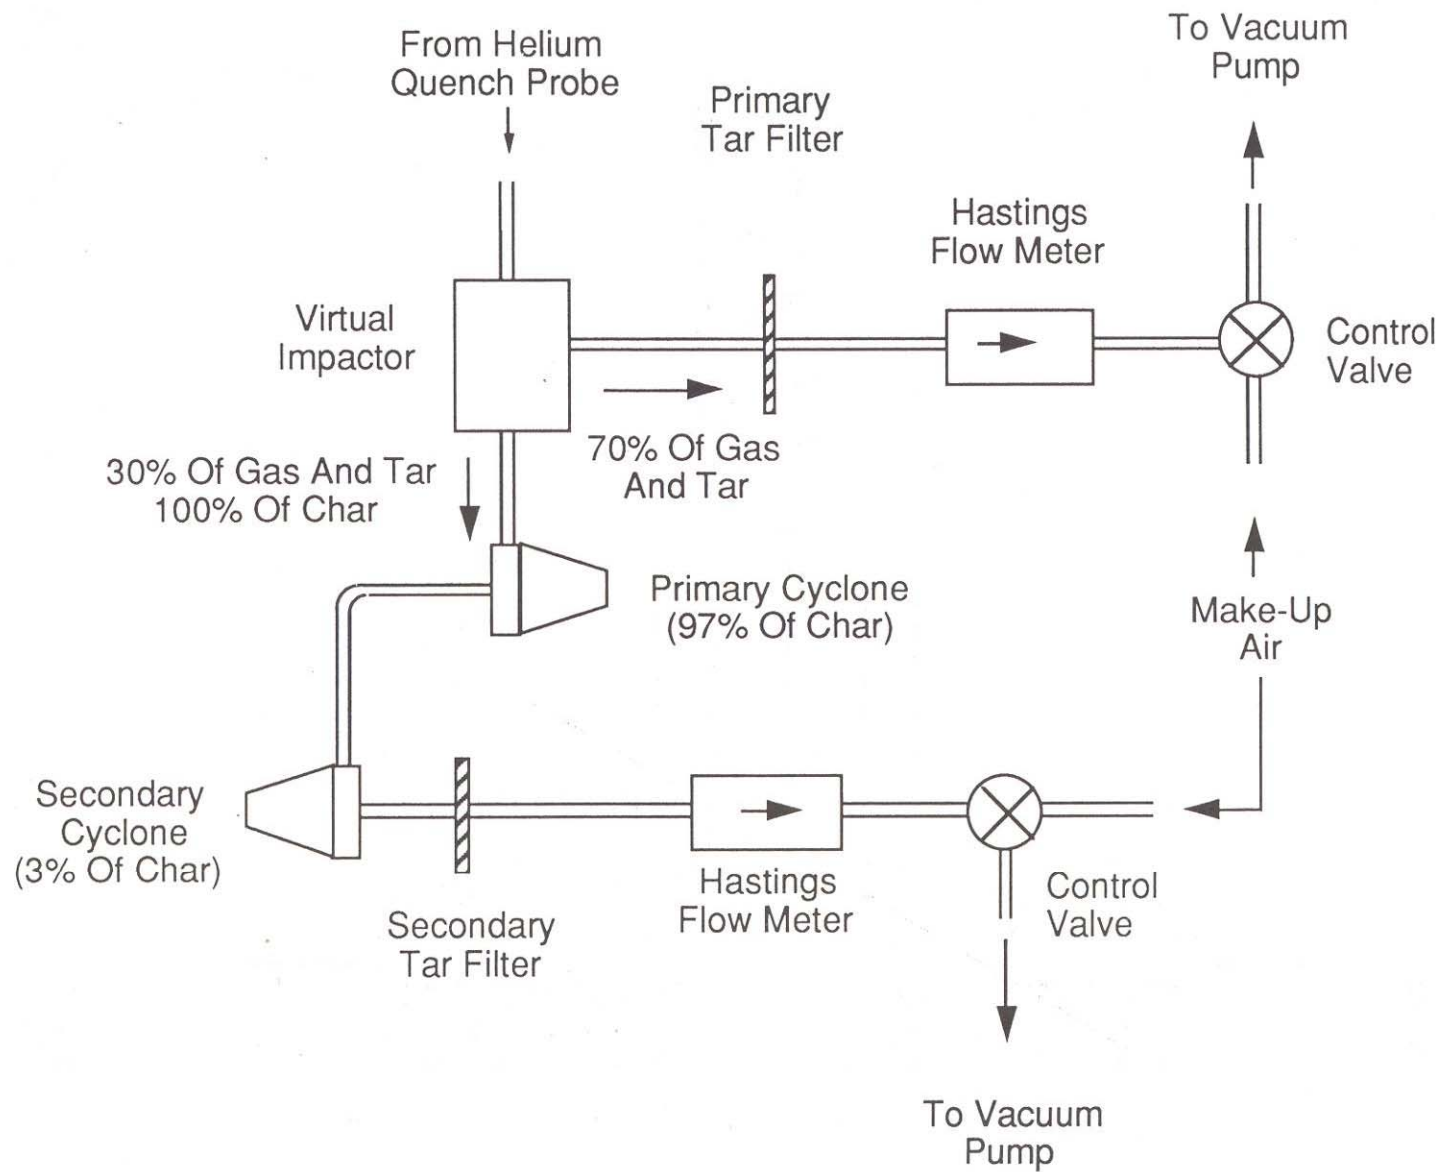 From Helium
Quench Probe
Primary
Tar Filter
To Vacuum
Pump
Hastings
Flow Meter
Virtual
Impactor
Control
Valve
30% Of Gas And Tar
100% Of Char
70% Of Gas
And Tar
Primary Cyclone
(97% Of Char)
Make-Up
Air
Secondary
Cyclone
(3% Of Char)
Secondary
Tar Filter
Hastings
Flow Meter
Control
Valve
To Vacuum
Pump